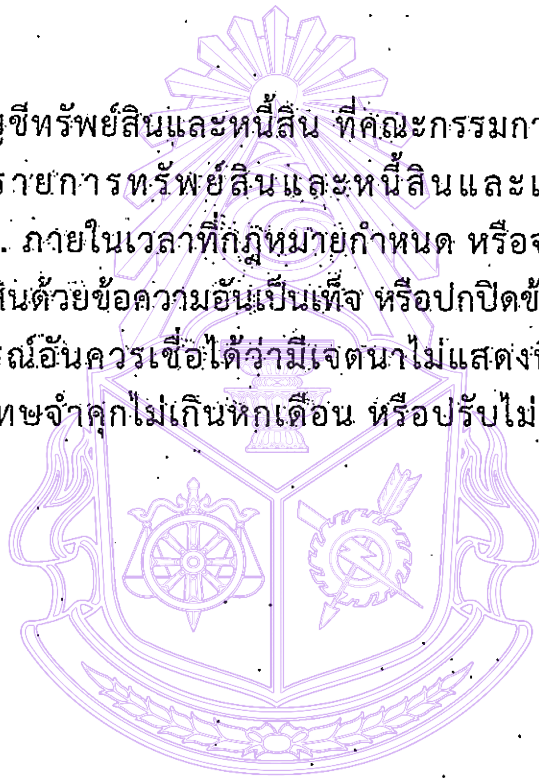 ชีทรัพย์สินและหนี้สิน ที่คณะกรรมกา
รายการทรัพย์สินและหนี้สินและเ
. ภายในเวลาที่กฎหมายกำหนด หรือจ
สินด้วยข้อความอันเป็นเท็จ หรือปกปิดข้
รณ์อันควรเชื่อได้ว่ามีเจตนาไม่แสดงท
ทษจำคุกไม่เกินหกเดือน หรือปรับไม่